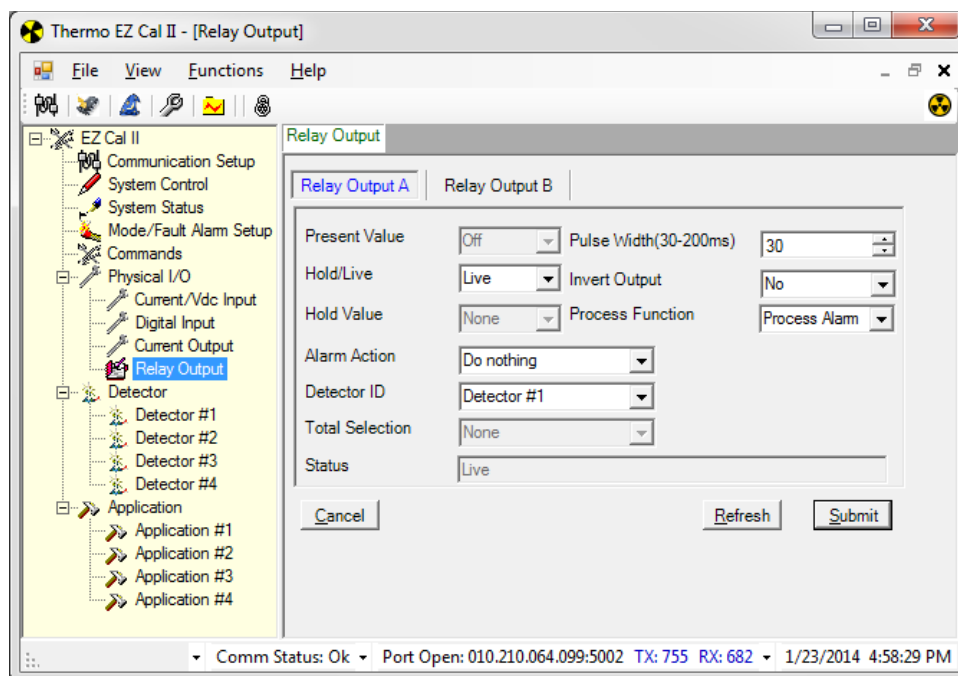 Thermo EZ Cal II - [Relay Output]
File View Functions Help
EZ Cal II
Communication Setup
System Control
System Status
Mode/Fault Alarm Setup
Commands
Physical I/O
Current/Vdc Input
Digital Input
Current Output
Relay Output
Detector
Detector #1
Detector #2
Detector #3
Detector #4
Application
Application #1
Application #2
Application #3
Application #4
Relay Output
Relay Output A Relay Output B
Present Value Off Pulse Width(30-200ms) 30
Hold/Live Live Invert Output No
Hold Value None Process Function Process Alarm
Alarm Action Do nothing
Detector ID Detector #1
Total Selection None
Status Live
Cancel Refresh Submit
Comm Status: Ok Port Open: 010.210.064.099:5002 TX: 755 RX: 682 1/23/2014 4:58:29 PM